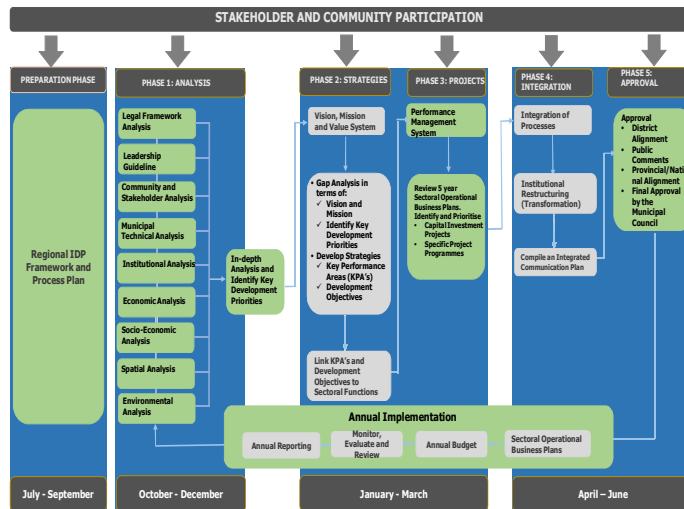 STAKEHOLDER AND COMMUNITY PARTICIPATION
PREPARATION PHASE
PHASE 1: ANALYSIS
PHASE 2: STRATEGIES
PHASE 3: PROJECTS
PHASE 4:
INTEGRATION
PHASE 5:
APPROVAL
Regional IDP
Framework and
Process Plan
Legal Framework
Analysis
Leadership
Guideline
Community and
Stakeholder Analysis
Municipal
Technical Analysis
Institutional Analysis
Economic Analysis
Socio-Economic
Analysis
Spatial Analysis
Environmental
Analysis
In-depth
Analysis and
Identify Key
Development
Priorities
Vision, Mission
and Value System
• Gap Analysis in
terms of:
✓ Vision and
Mission
✓ Identify Key
Development
Priorities
• Develop Strategies
✓ Key Performance
Areas (KPA's)
✓ Development
Objectives
Link KPA's and
Development
Objectives to
Sectoral Functions
Performance
Management
System
Review 5 year
Sectoral Operational
Business Plans.
Identify and Prioritise
• Capital Investment
Projects
• Specific Project
Programmes
Integration of
Processes
Institutional
Restructuring
(Transformation)
Compile an Integrated
Communication Plan
Approval
• District
Alignment
• Public
Comments
• Provincial/Natio
nal Alignment
• Final Approval
by the
Municipal
Council
Annual Implementation
Annual Reporting
Monitor,
Evaluate and
Review
Annual Budget
Sectoral Operational
Business Plans
July - September
October - December
January - March
April – June